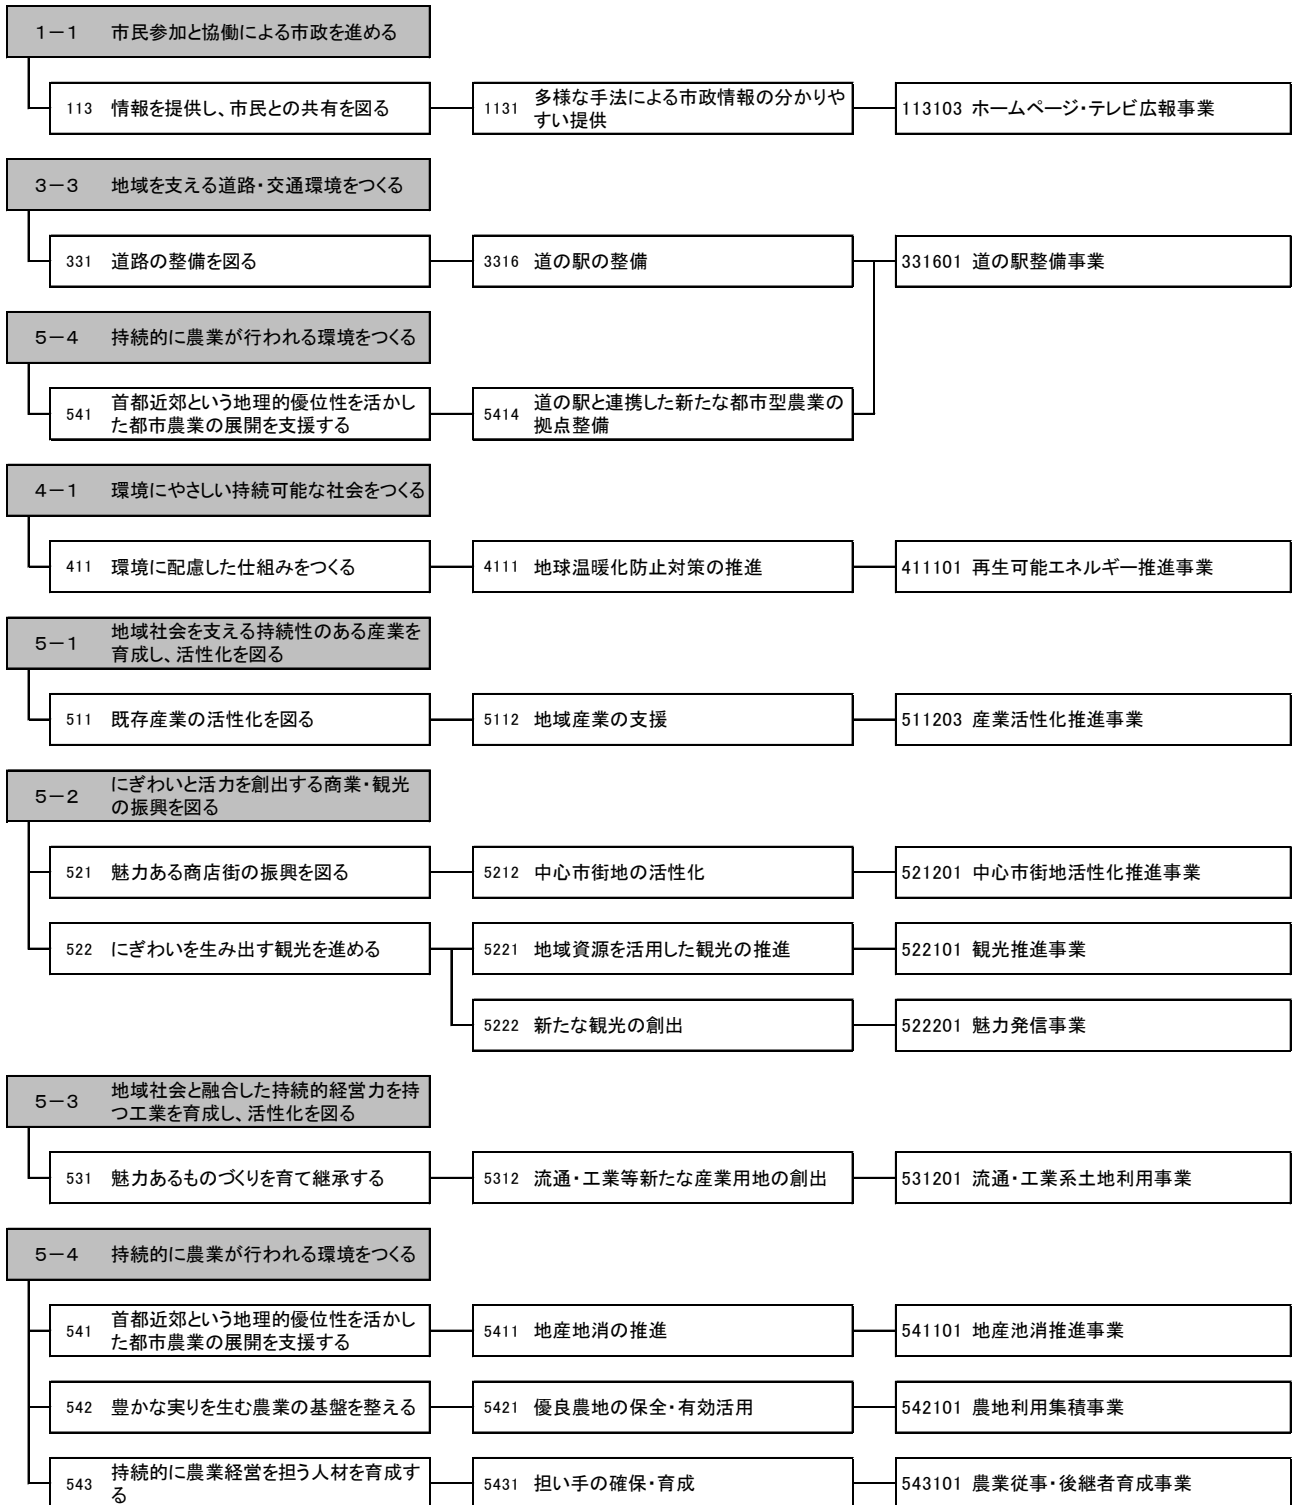 １－１ 市民参加と協働による市政を進める
113 情報を提供し、市民との共有を図る
1131 多様な手法による市政情報の分かりや
すい提供
113103 ホームページ・テレビ広報事業
３－３ 地域を支える道路・交通環境をつくる
331 道路の整備を図る
3316 道の駅の整備
331601 道の駅整備事業
５－４ 持続的に農業が行われる環境をつくる
541 首都近郊という地理的優位性を活かし
た都市農業の展開を支援する
5414 道の駅と連携した新たな都市型農業の
拠点整備
４－１ 環境にやさしい持続可能な社会をつくる
411 環境に配慮した仕組みをつくる
4111 地球温暖化防止対策の推進
411101 再生可能エネルギー推進事業
５－１ 地域社会を支える持続性のある産業を
育成し、活性化を図る
511 既存産業の活性化を図る
5112 地域産業の支援
511203 産業活性化推進事業
５－２ にぎわいと活力を創出する商業・観光
の振興を図る
521 魅力ある商店街の振興を図る
5212 中心市街地の活性化
521201 中心市街地活性化推進事業
522 にぎわいを生み出す観光を進める
5221 地域資源を活用した観光の推進
522101 観光推進事業
5222 新たな観光の創出
522201 魅力発信事業
５－３ 地域社会と融合した持続的経営力を持
つ工業を育成し、活性化を図る
531 魅力あるものづくりを育て継承する
5312 流通・工業等新たな産業用地の創出
531201 流通・工業系土地利用事業
５－４ 持続的に農業が行われる環境をつくる
541 首都近郊という地理的優位性を活かし
た都市農業の展開を支援する
5411 地産地消の推進
541101 地産池消推進事業
542 豊かな実りを生む農業の基盤を整える
5421 優良農地の保全・有効活用
542101 農地利用集積事業
543 持続的に農業経営を担う人材を育成す
る
5431 担い手の確保・育成
543101 農業従事・後継者育成事業